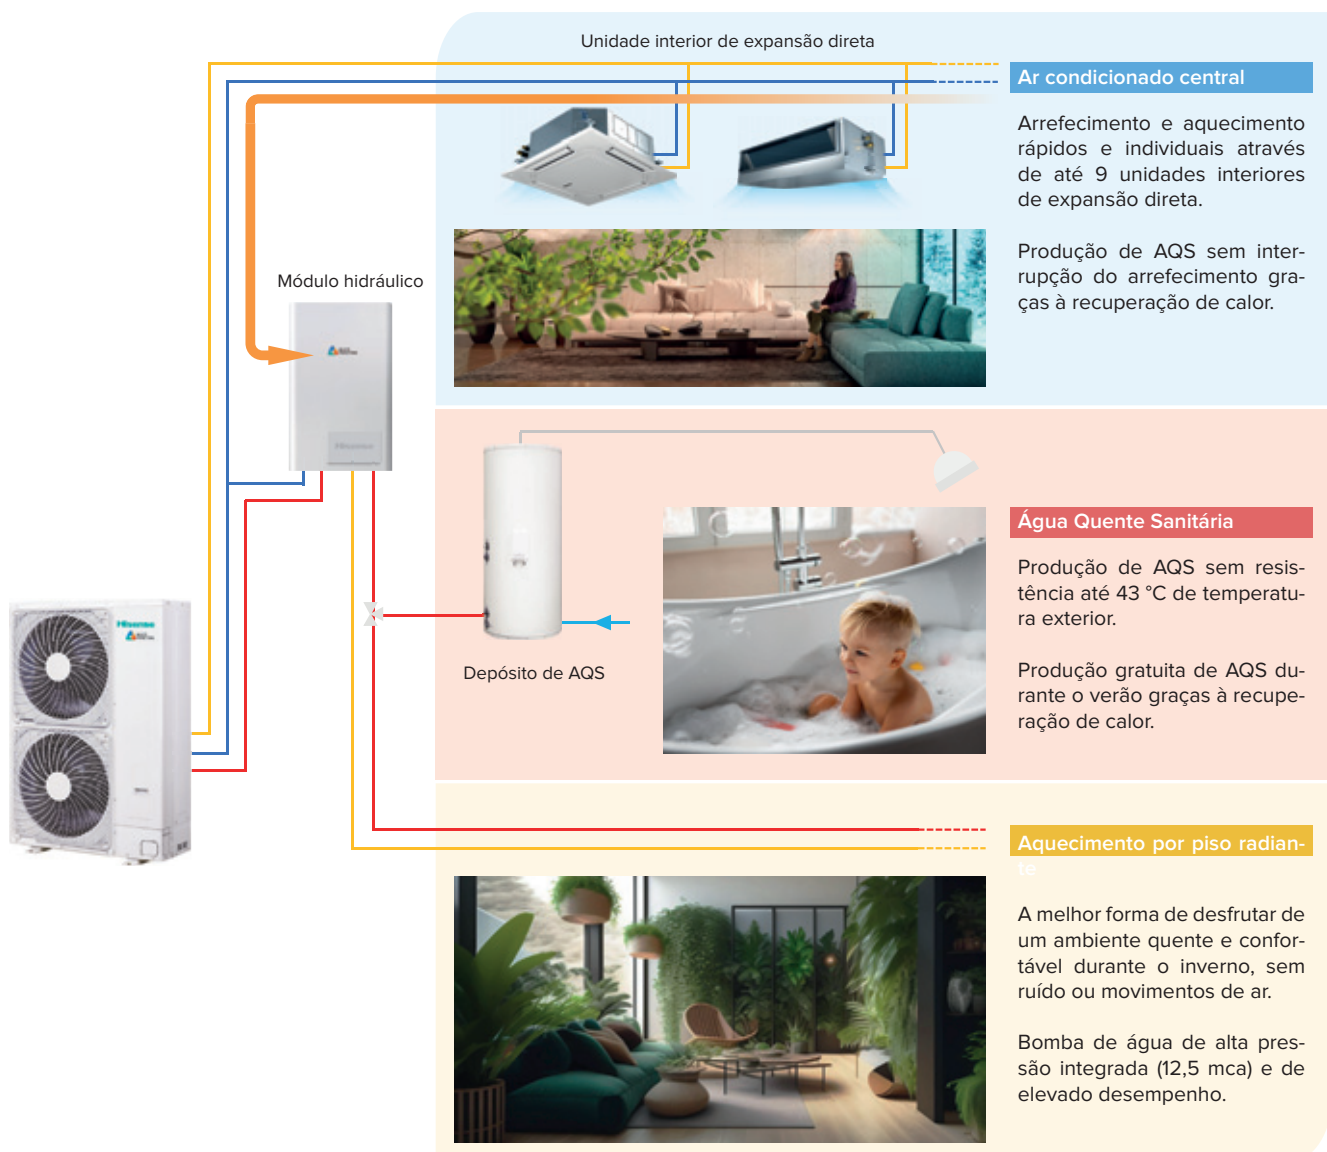 Unidade interior de expansão direta
Ar condicionado central
Arrefecimento e aquecimento
rápidos e individuais através
de até 9 unidades interiores
de expansão direta.
Produção de AQS sem inter-
rupção do arrefecimento gra-
ças à recuperação de calor.
Módulo hidráulico
Hisense
Água Quente Sanitária
Produção de AQS sem resis-
tência até 43 °C de temperatu-
ra exterior.
Produção gratuita de AQS du-
rante o verão graças à recupe-
ração de calor.
Depósito de AQS
Hisense
Aquecimento por piso radian-
te
A melhor forma de desfrutar de
um ambiente quente e confor-
tável durante o inverno, sem
ruído ou movimentos de ar.
Bomba de água de alta pres-
são integrada (12,5 mca) e de
elevado desempenho.